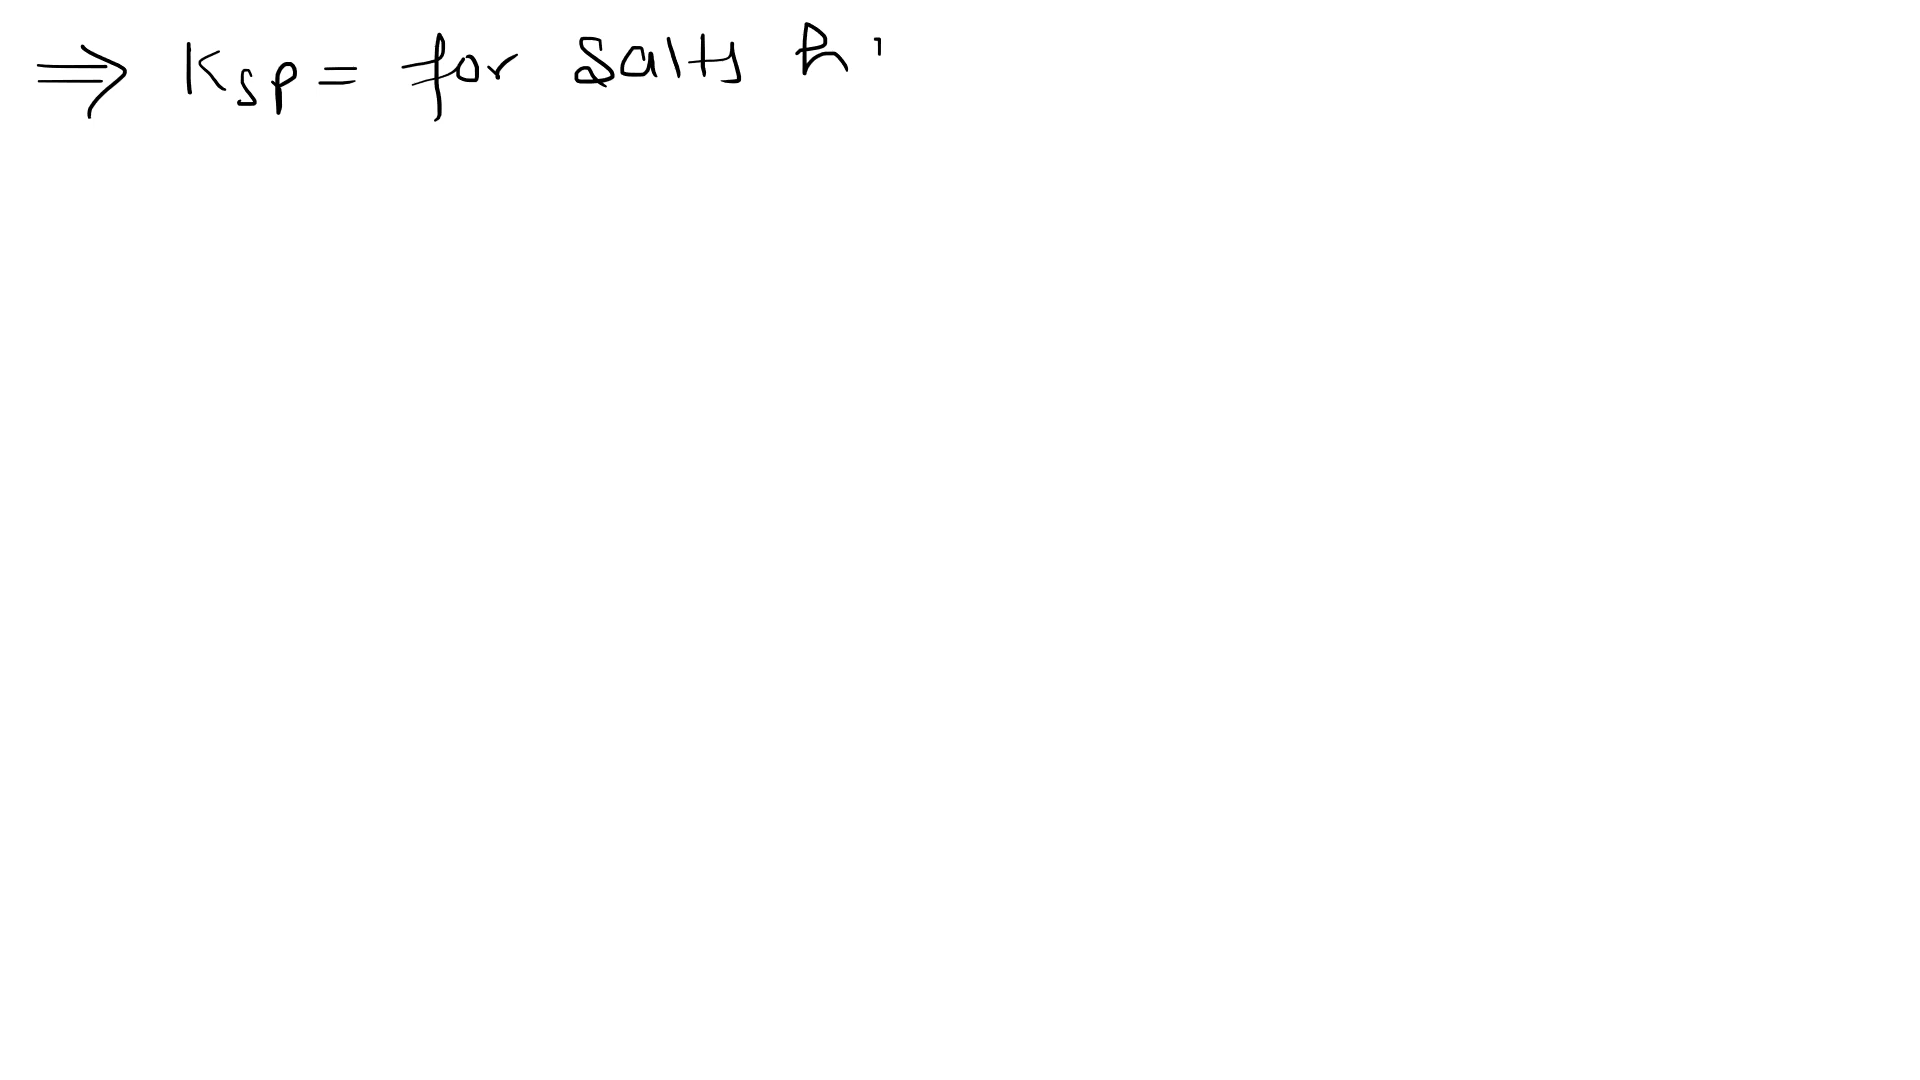 ⇒ Ksp = for salts